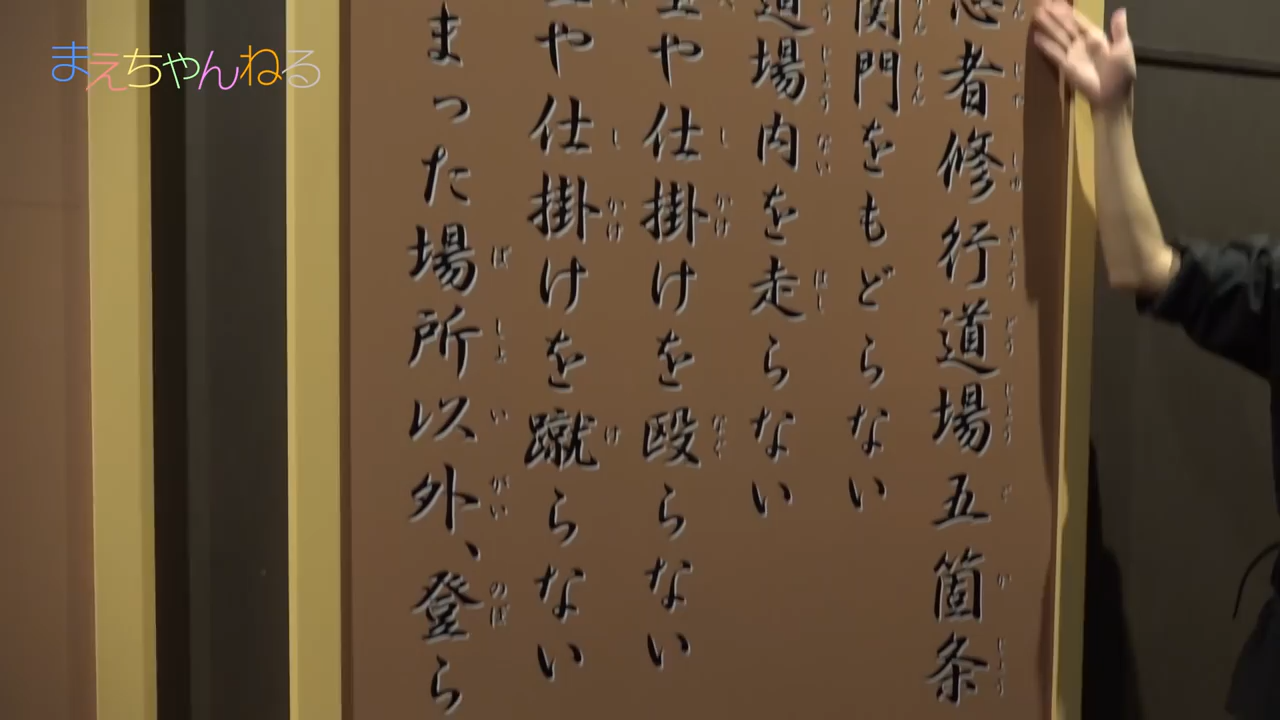 まえちゃんねる
忍者修行道場五箇条
関門をもどらない
道場内を走らない
や仕掛けを殴らない
や仕掛けを蹴らない
まった場所以外、登ら